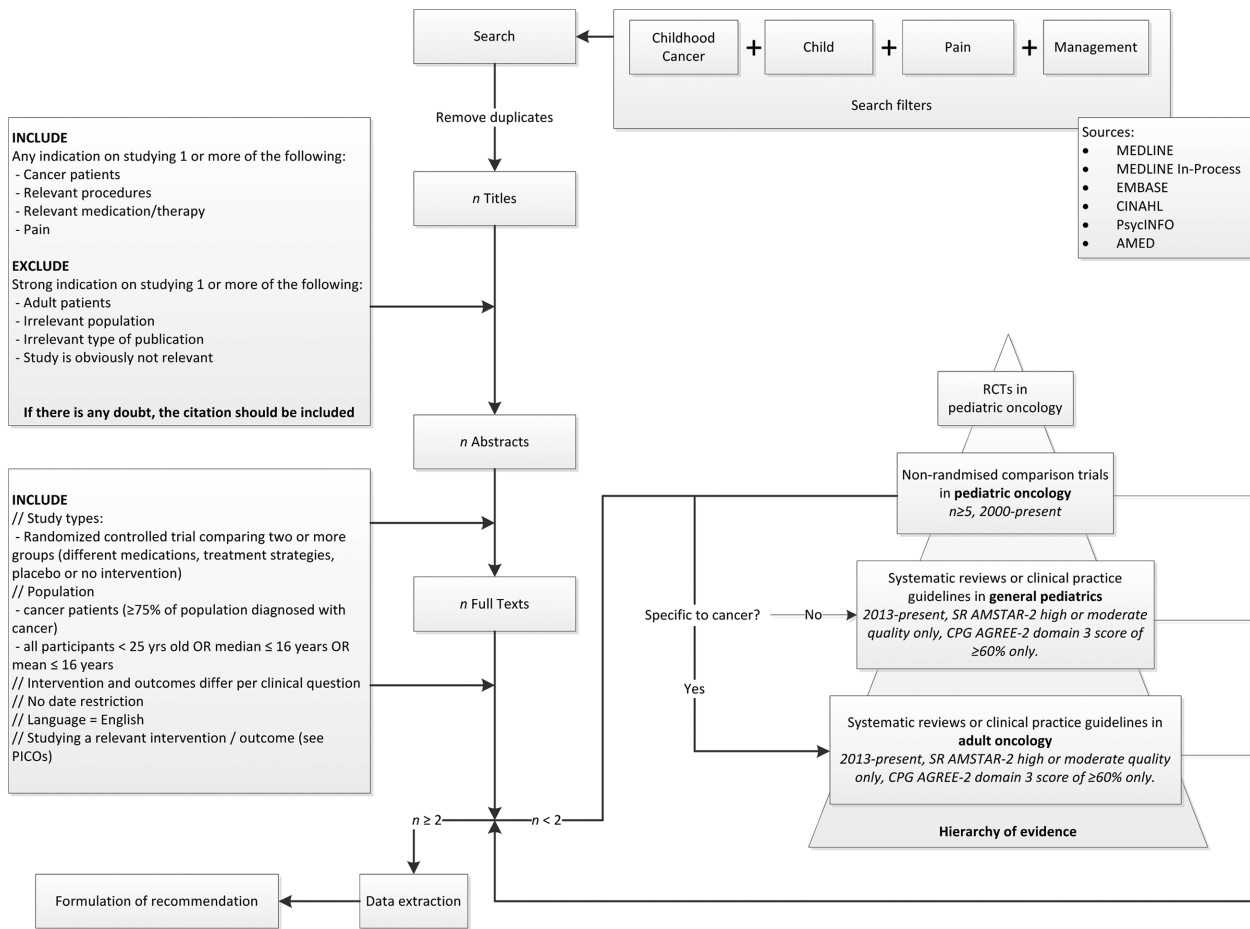 Search
Childhood
Cancer
+
Child
+
Pain
+
Management
Search filters
Sources:
● MEDLINE
● MEDLINE In-Process
● EMBASE
● CINAHL
● PsycINFO
● AMED
Remove duplicates
n Titles
INCLUDE
Any indication on studying 1 or more of the following:
- Cancer patients
- Relevant procedures
- Relevant medication/therapy
- Pain
EXCLUDE
Strong indication on studying 1 or more of the following:
- Adult patients
- Irrelevant population
- Irrelevant type of publication
- Study is obviously not relevant
If there is any doubt, the citation should be included
n Abstracts
INCLUDE
// Study types:
- Randomized controlled trial comparing two or more
groups (different medications, treatment strategies,
placebo or no intervention)
// Population
- cancer patients (≥75% of population diagnosed with
cancer)
- all participants < 25 yrs old OR median ≤ 16 years OR
mean ≤ 16 years
// Intervention and outcomes differ per clinical question
// No date restriction
// Language = English
// Studying a relevant intervention / outcome (see
PICOs)
n Full Texts
RCTs in
pediatric oncology
Non-randmised comparison trials
in pediatric oncology
n≥5, 2000-present
Specific to cancer?
No
Yes
Systematic reviews or clinical practice
guidelines in general pediatrics
2013-present, SR AMSTAR-2 high or moderate
quality only, CPG AGREE-2 domain 3 score of
≥60% only.
Systematic reviews or clinical practice guidelines in
adult oncology
2013-present, SR AMSTAR-2 high or moderate quality
only, CPG AGREE-2 domain 3 score of ≥60% only.
Hierarchy of evidence
n ≥ 2
n < 2
Data extraction
Formulation of recommendation